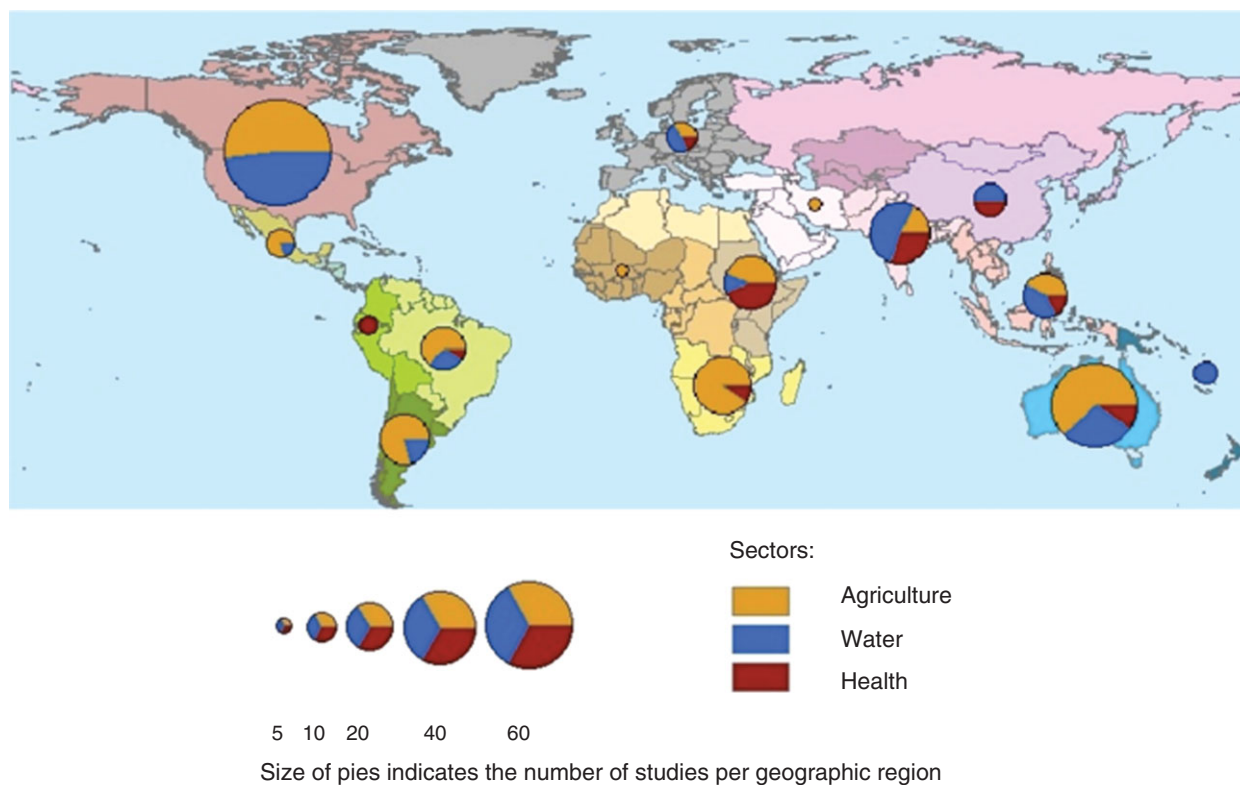 Sectors:
Agriculture
Water
Health
5 10 20 40 60
Size of pies indicates the number of studies per geographic region